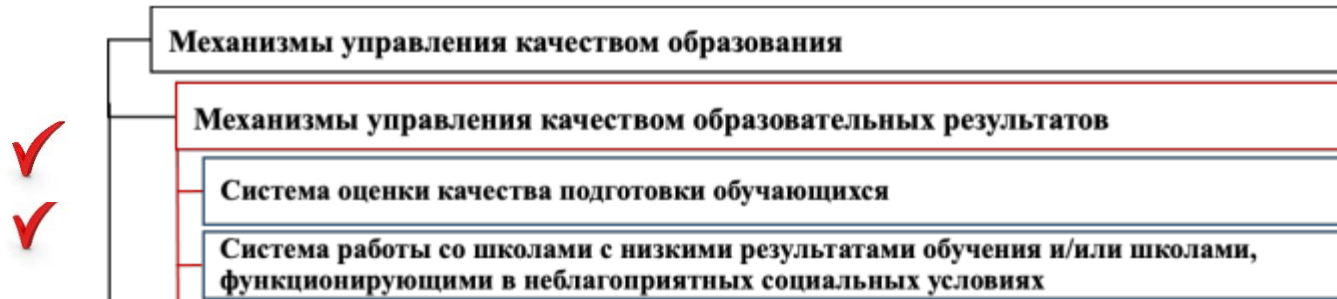 Механизмы управления качеством образования
Механизмы управления качеством образовательных результатов
Система оценки качества подготовки обучающихся
Система работы со школами с низкими результатами обучения и/или школами,
функционирующими в неблагоприятных социальных условиях